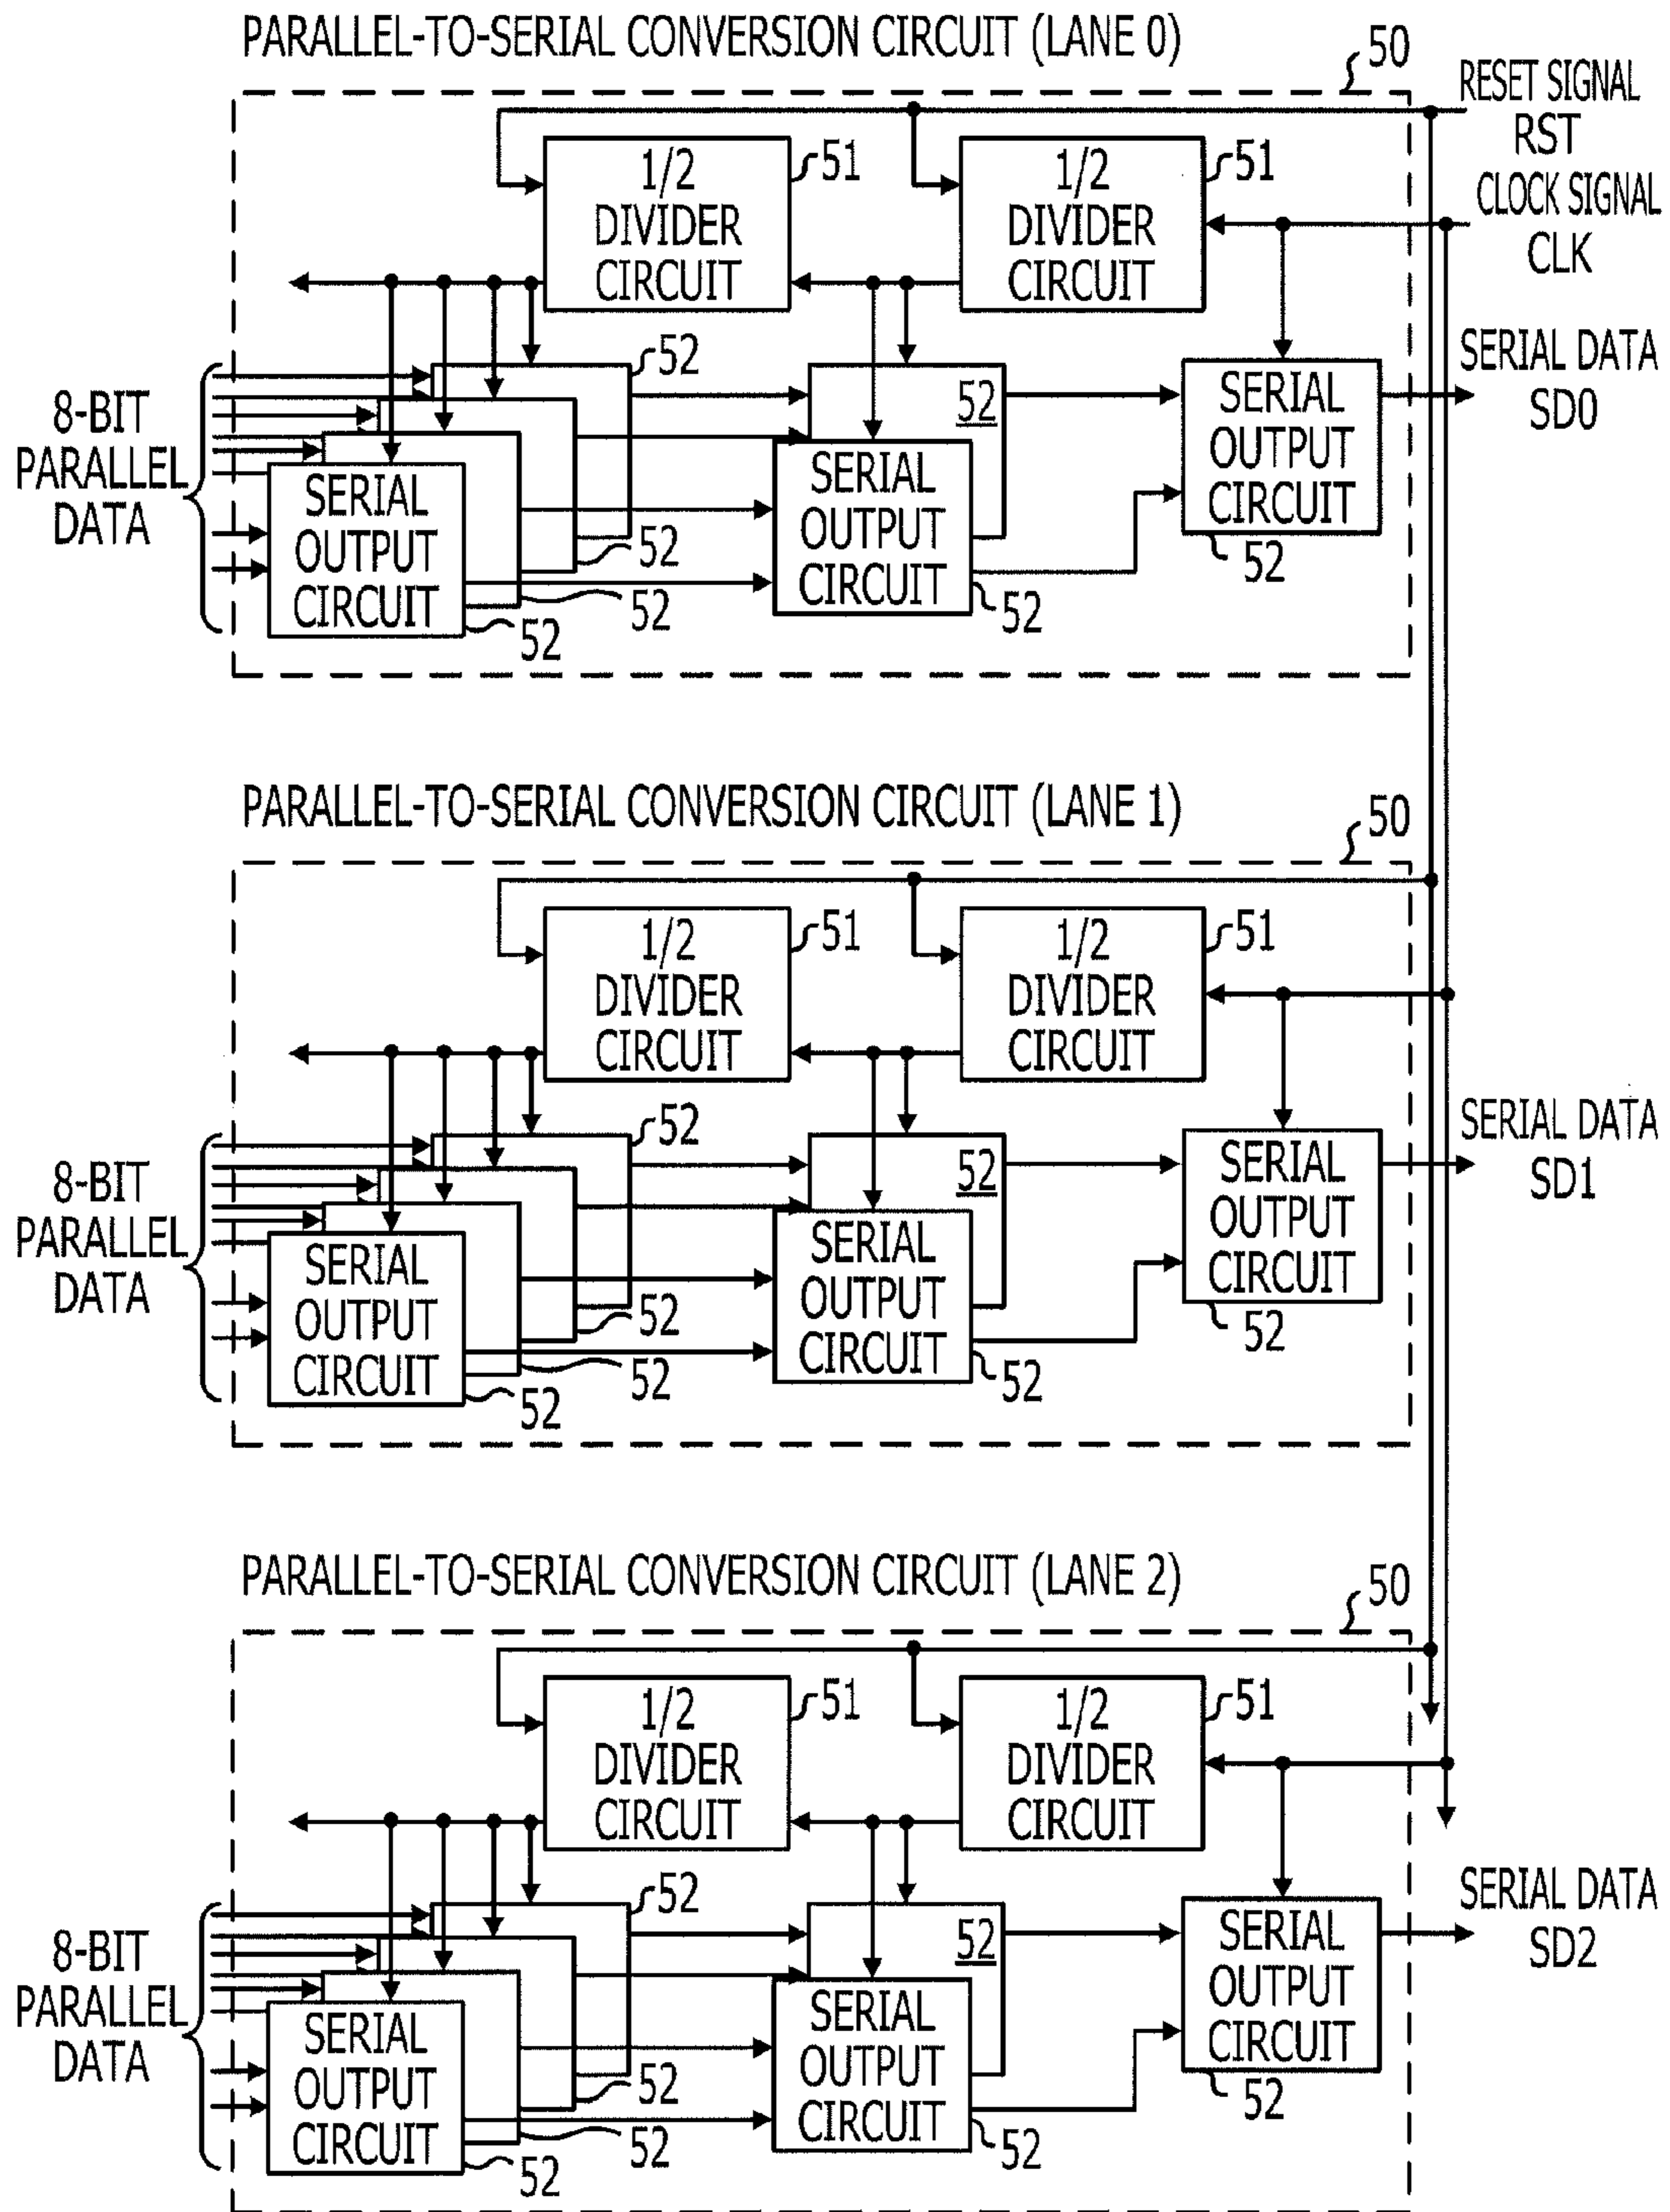 PARALLEL-TO-SERIAL CONVERSION CIRCUIT (LANE 0)
50
RESET SIGNAL
RST
CLOCK SIGNAL
CLK
1/2
DIVIDER
CIRCUIT
51
1/2
DIVIDER
CIRCUIT
51
8-BIT
PARALLEL
DATA
52
52
52
52
SERIAL
OUTPUT
CIRCUIT
52
SERIAL
OUTPUT
CIRCUIT
52
SERIAL
OUTPUT
CIRCUIT
52
SERIAL DATA
SD0
PARALLEL-TO-SERIAL CONVERSION CIRCUIT (LANE 1)
50
1/2
DIVIDER
CIRCUIT
51
1/2
DIVIDER
CIRCUIT
51
8-BIT
PARALLEL
DATA
52
52
52
52
SERIAL
OUTPUT
CIRCUIT
52
SERIAL
OUTPUT
CIRCUIT
52
SERIAL
OUTPUT
CIRCUIT
52
SERIAL DATA
SD1
PARALLEL-TO-SERIAL CONVERSION CIRCUIT (LANE 2)
50
1/2
DIVIDER
CIRCUIT
51
1/2
DIVIDER
CIRCUIT
51
8-BIT
PARALLEL
DATA
52
52
52
52
SERIAL
OUTPUT
CIRCUIT
52
SERIAL
OUTPUT
CIRCUIT
52
SERIAL
OUTPUT
CIRCUIT
52
SERIAL DATA
SD2